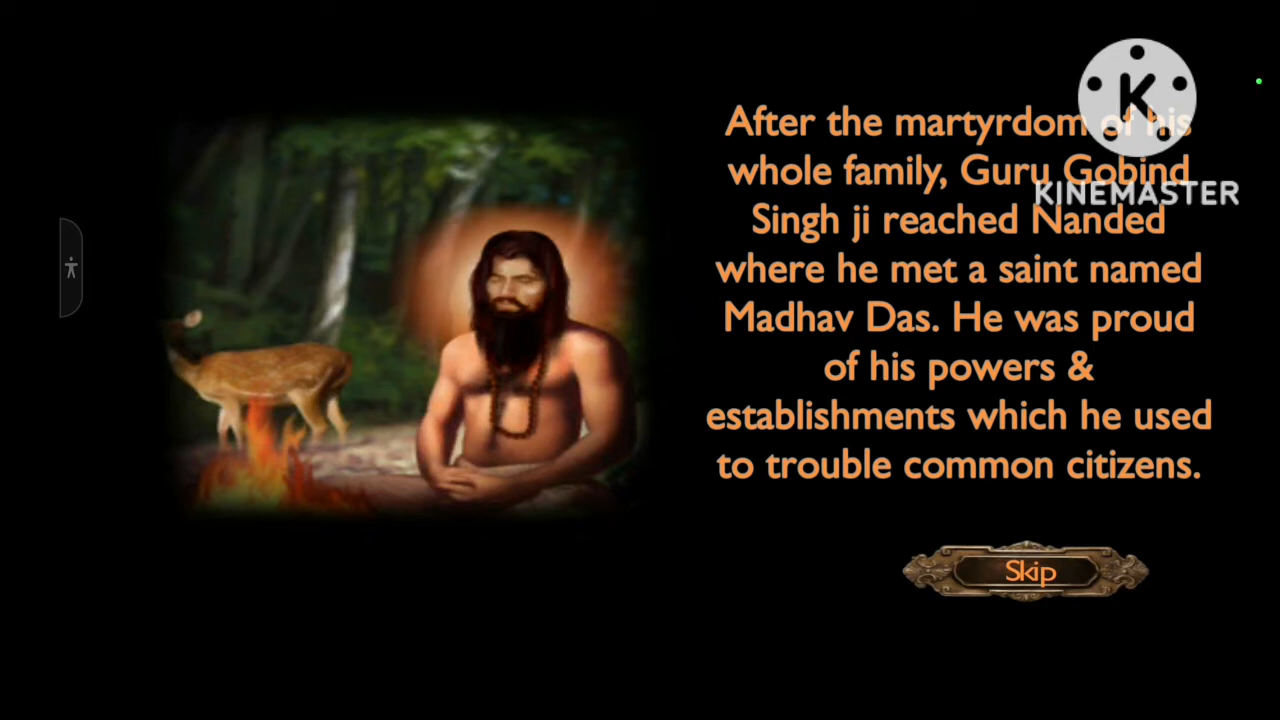 After the martyrdom of his
whole family, Guru Gobind
Singh ji reached Nanded
where he met a saint named
Madhav Das. He was proud
of his powers &
establishments which he used
to trouble common citizens.
K
KINEMASTER
Skip